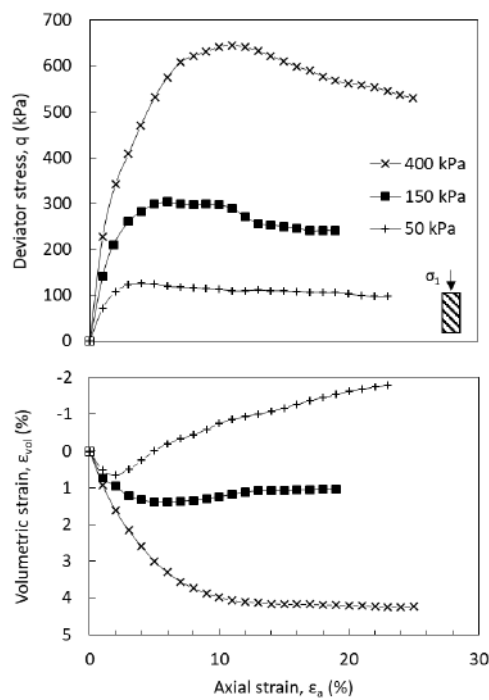 700
600
500
400
300
200
100
0
Deviator stress, q (kPa)
400 kPa
150 kPa
50 kPa
σ1
-2
-1
0
1
2
3
4
5
Volumetric strain, εvol (%)
0
10
20
30
Axial strain, εa (%)